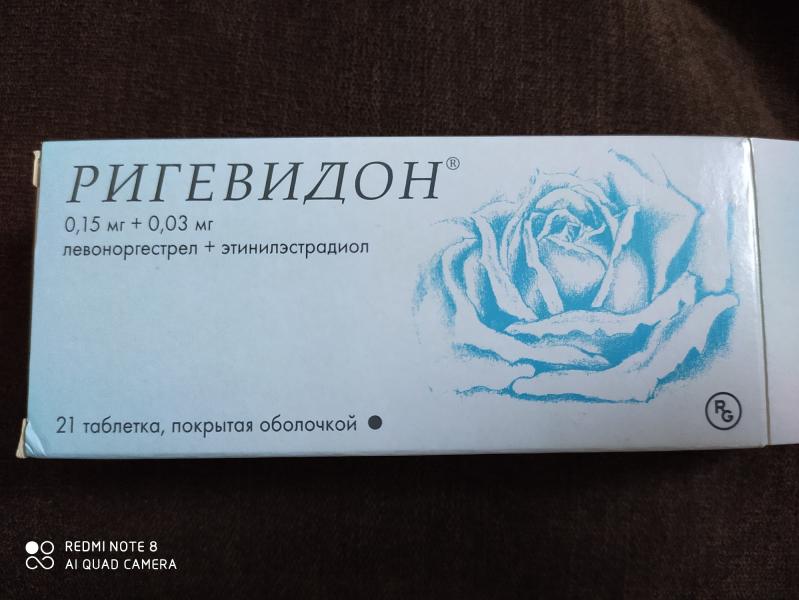 РИГЕВИДОН®
0,15 мг + 0,03 мг
левоноргестрел + этинилэстрадиол
21 таблетка, покрытая оболочкой
RG
REDMI NOTE 8
AI QUAD CAMERA